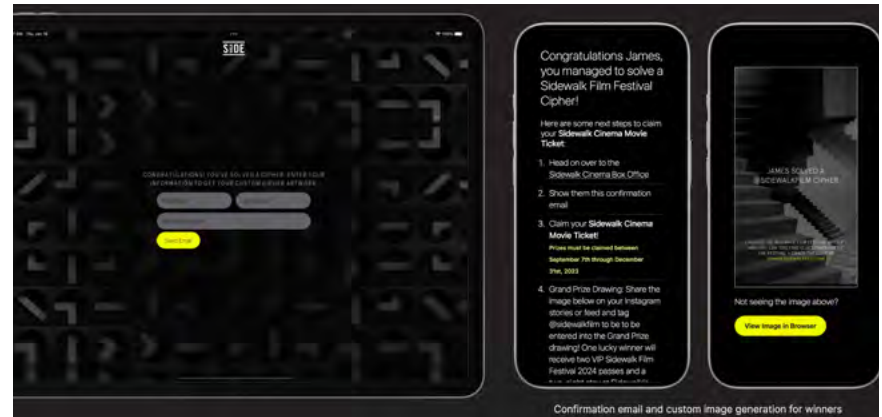 SIDE
CONGRATULATIONS! YOU'VE SOLVED A CIPHER. ENTER YOUR
INFORMATION TO GET YOUR CUSTOM COVER ARTWORK
Send Email
Congratulations James,
you managed to solve a
Sidewalk Film Festival
Cipher!
Here are some next steps to claim
your Sidewalk Cinema Movie
Ticket:
1. Head on over to the
Sidewalk Cinema Box Office
2. Show them this confirmation
email
3. Claim your Sidewalk Cinema
Movie Ticket!
Prizes must be claimed between
September 7th through December
31st, 2023
4. Grand Prize Drawing: Share the
image below on your Instagram
stories or feed and tag
@sidewalkfilm to be to be
entered into the Grand Prize
drawing! One lucky winner will
receive two VIP Sidewalk Film
Festival 2024 passes and a
JAMES SOLVED A
@SIDEWALKFILM CIPHER
Not seeing the image above?
View Image in Browser
Confirmation email and custom image generation for winners